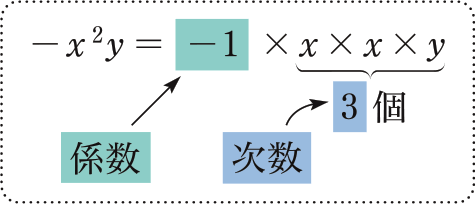 −x²y = −1 × x × x × y
3 個
係数 次数